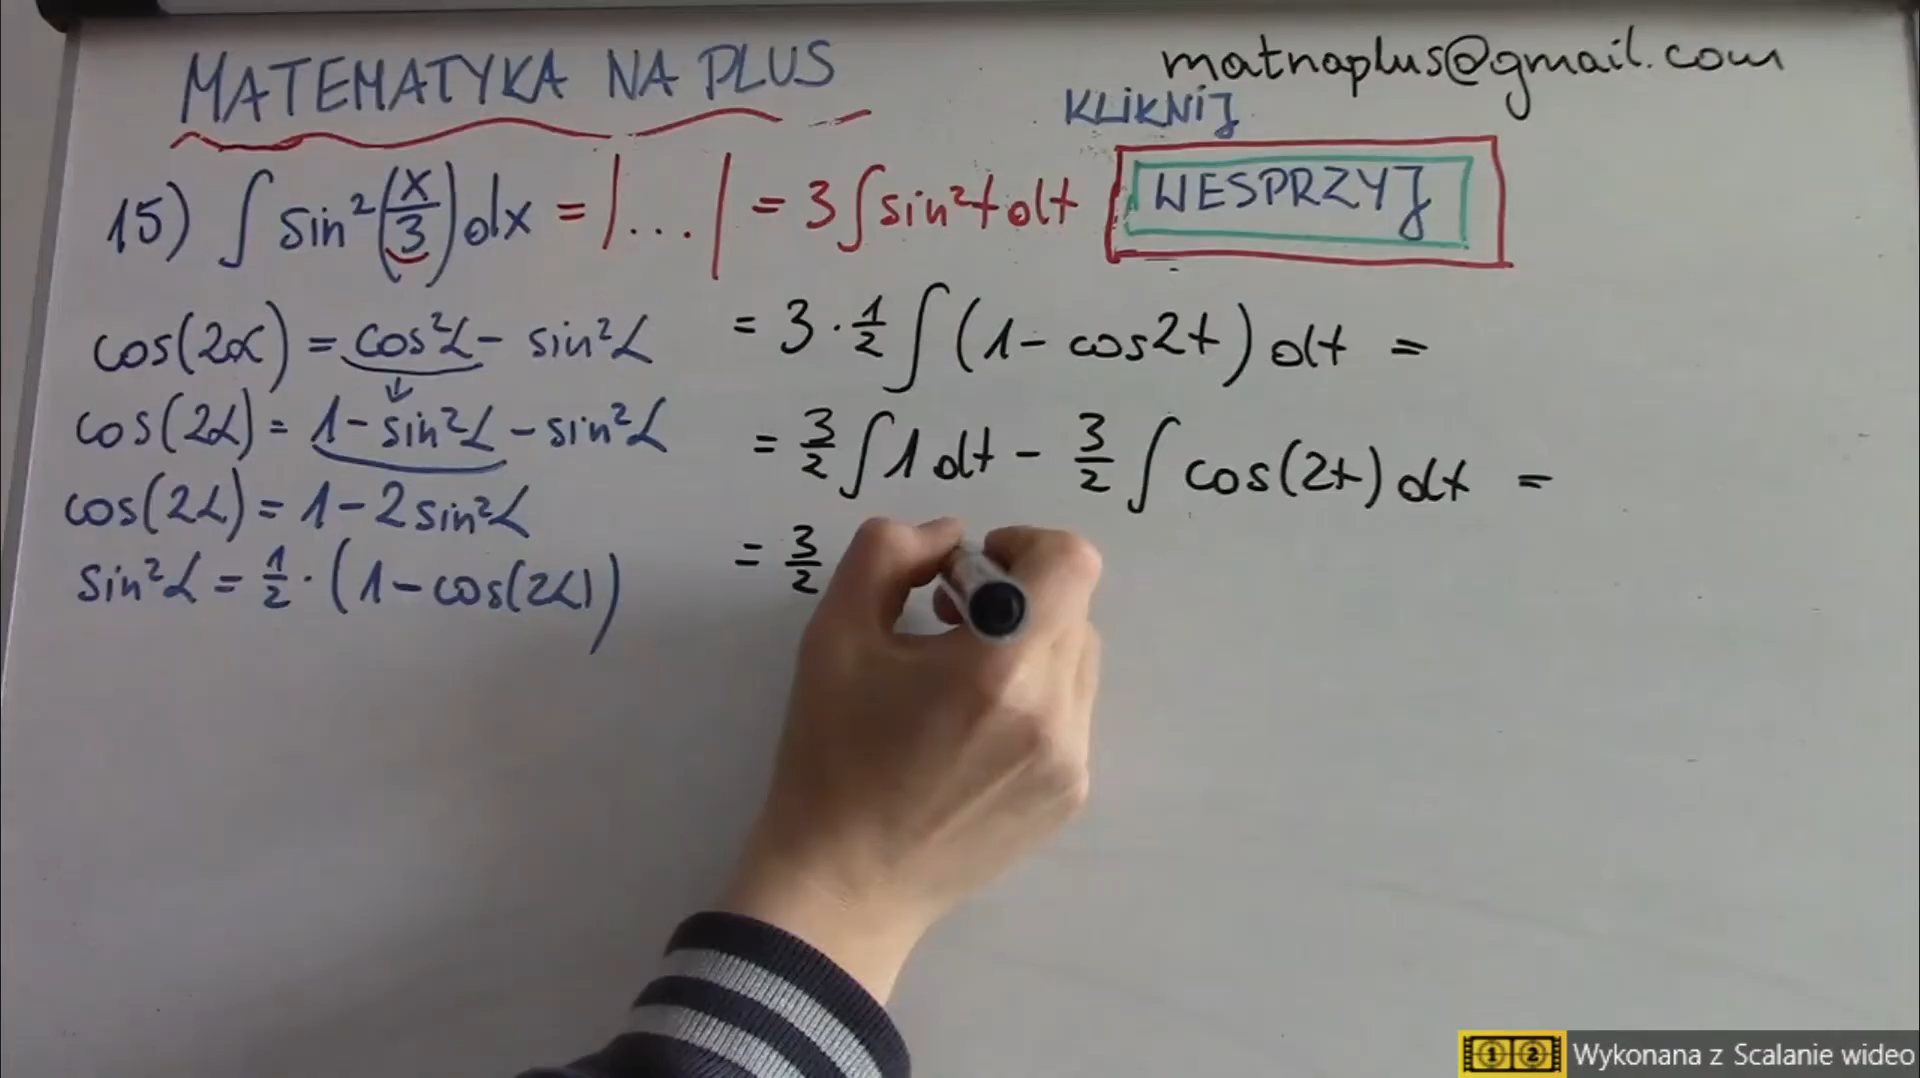 MATEMATYKA NA PLUS
matnaplus@gmail.com
KLIKNIJ
WESPRZYJ
15) ∫ sin²(x/3) dx = |...| = 3∫sin²t dt
cos(2α) = cos²α - sin²α
cos(2α) = 1 - sin²α - sin²α
cos(2α) = 1 - 2sin²α
sin²α = 1/2 · (1 - cos(2α))
= 3 · 1/2 ∫(1 - cos2t) dt =
= 3/2 ∫1 dt - 3/2 ∫cos(2t) dt =
= 3/2
1 2 Wykonana z Scalanie wideo